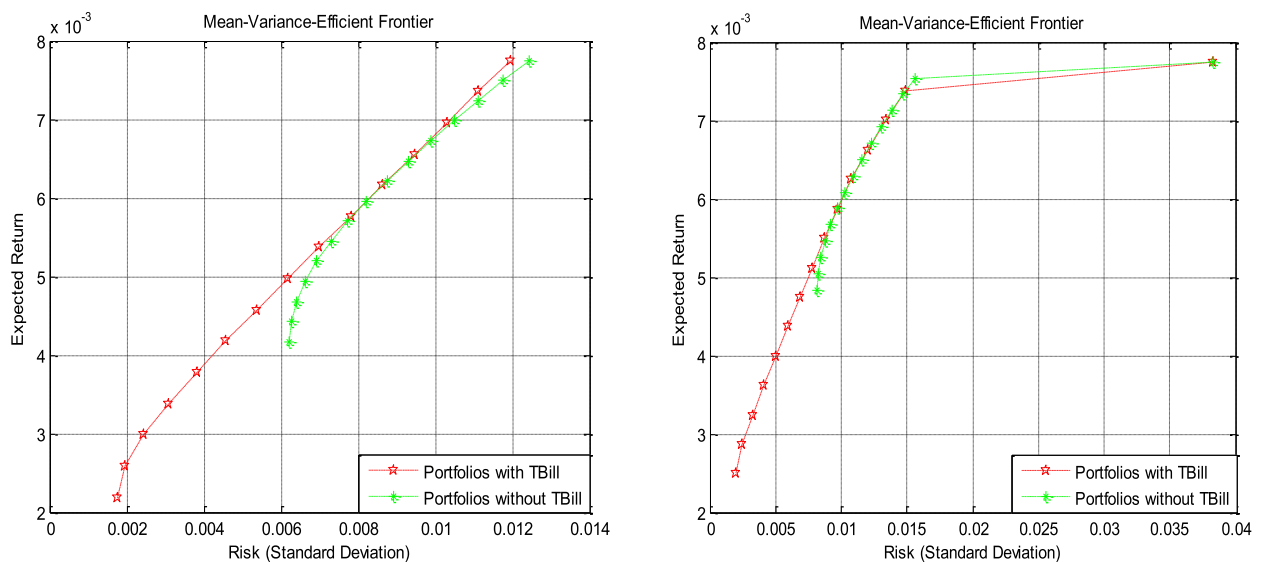 Mean-Variance-Efficient Frontier
x 10⁻³
8
7
6
5
4
3
2
Expected Return
0
0.002
0.004
0.006
0.008
0.01
0.012
0.014
Risk (Standard Deviation)
Portfolios with TBill
Portfolios without TBill
Mean-Variance-Efficient Frontier
x 10⁻³
8
7
6
5
4
3
2
Expected Return
0
0.005
0.01
0.015
0.02
0.025
0.03
0.035
0.04
Risk (Standard Deviation)
Portfolios with TBill
Portfolios without TBill